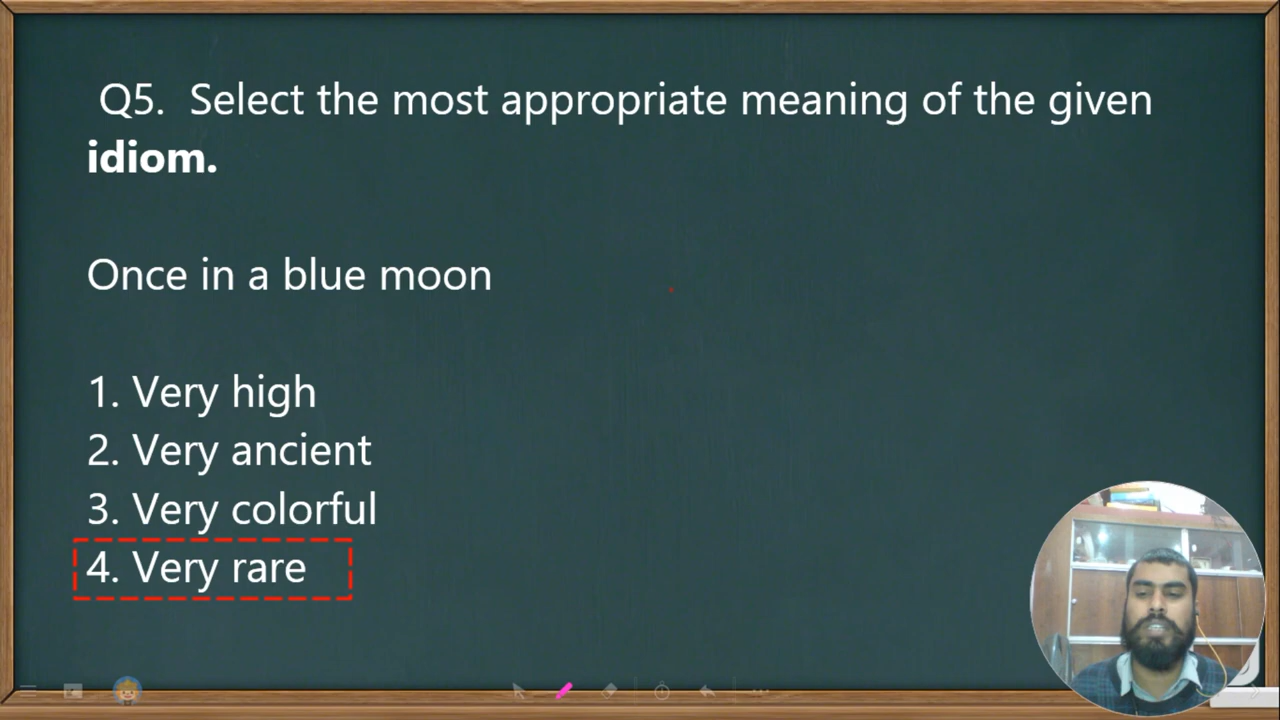 Q5. Select the most appropriate meaning of the given
idiom.
Once in a blue moon
1. Very high
2. Very ancient
3. Very colorful
4. Very rare